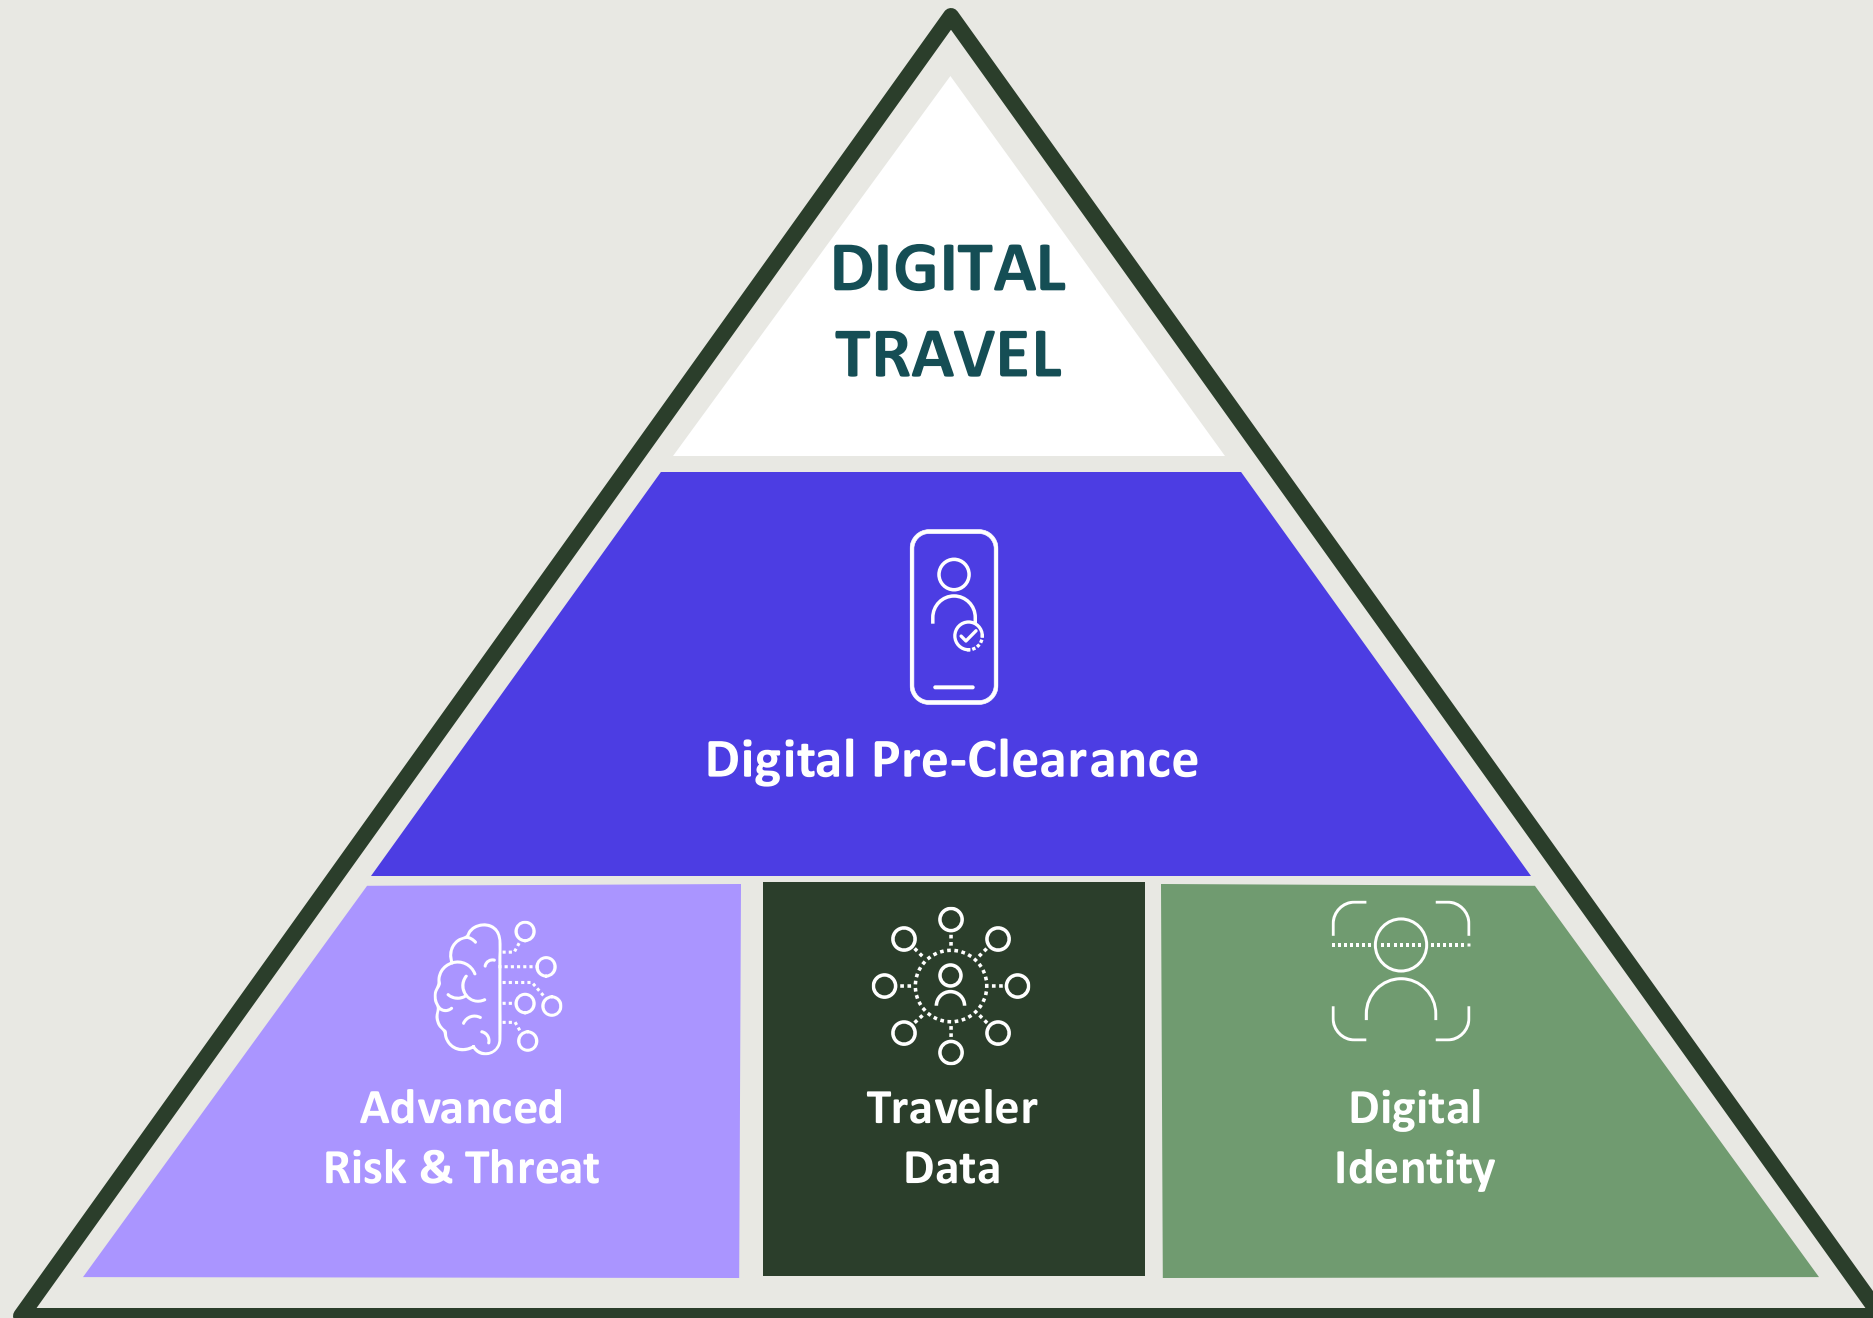 DIGITAL
TRAVEL
Digital Pre-Clearance
Advanced
Risk & Threat
Traveler
Data
Digital
Identity